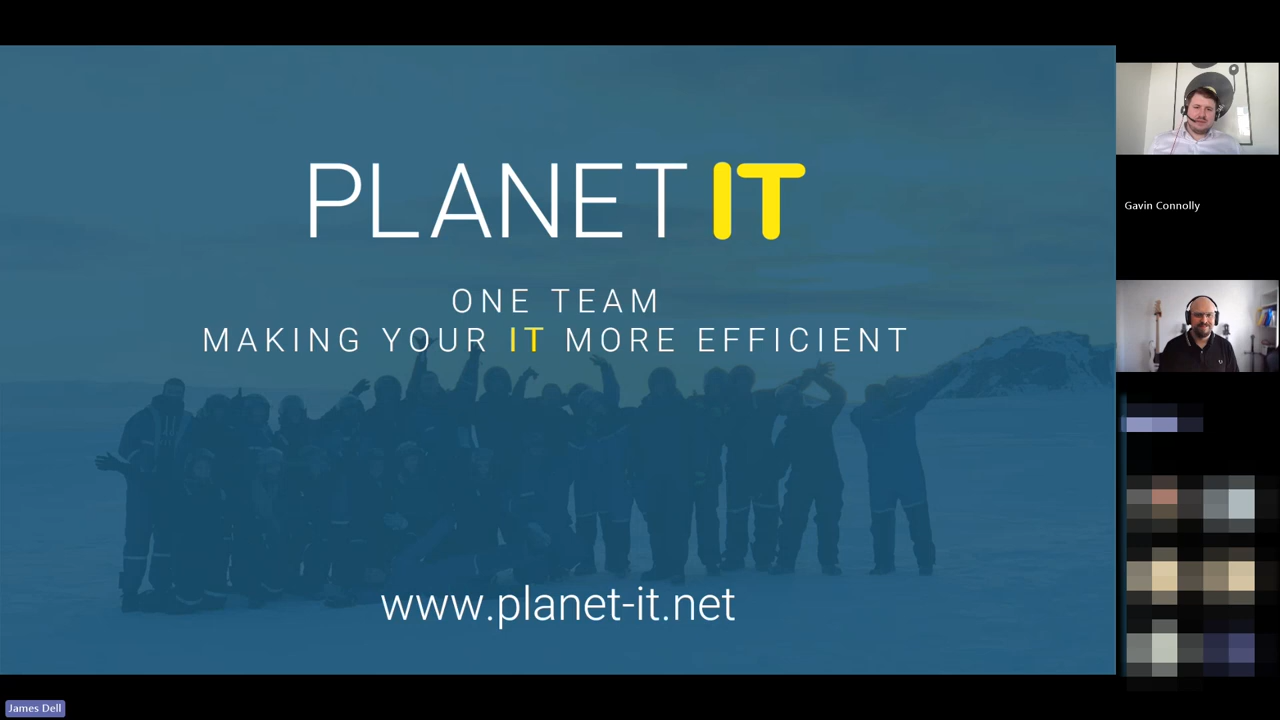 PLANET IT
ONE TEAM
MAKING YOUR IT MORE EFFICIENT
www.planet-it.net
Gavin Connolly
James Dell